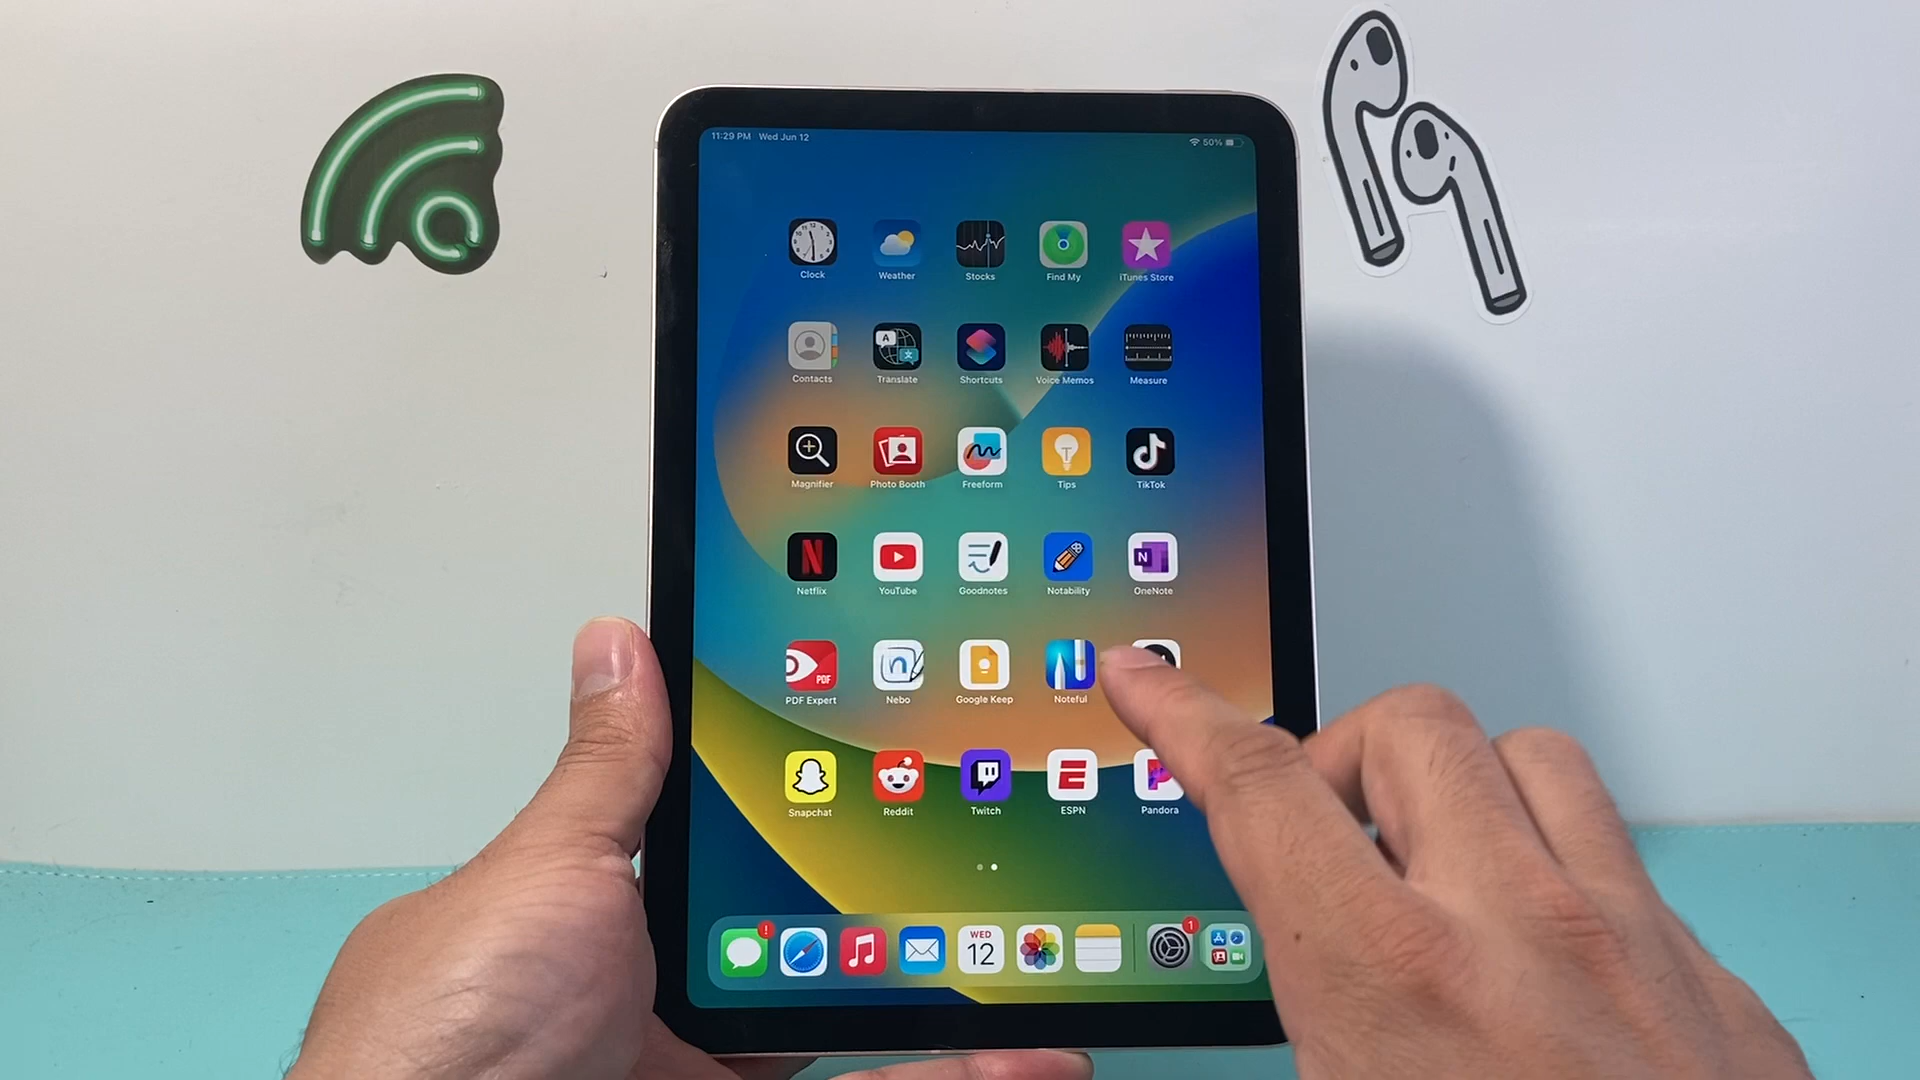 11:29 PM Wed Jun 12
50%
Clock Weather Stocks Find My iTunes Store
Contacts Translate Shortcuts Voice Memos Measure
Magnifier Photo Booth Freeform Tips TikTok
Netflix YouTube Goodnotes Notability OneNote
PDF
PDF Expert Nebo Google Keep Noteful
Snapchat Reddit Twitch ESPN Pandora
WED
12
1